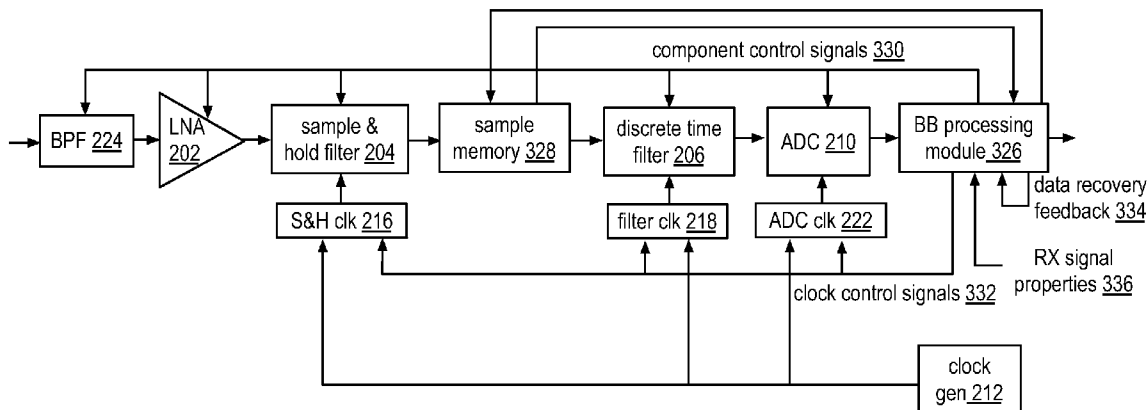 component control signals 330
BPF 224
LNA
202
sample &
hold filter 204
sample
memory 328
discrete time
filter 206
ADC 210
BB processing
module 326
data recovery
feedback 334
S&H clk 216
filter clk 218
ADC clk 222
RX signal
properties 336
clock control signals 332
clock
gen 212